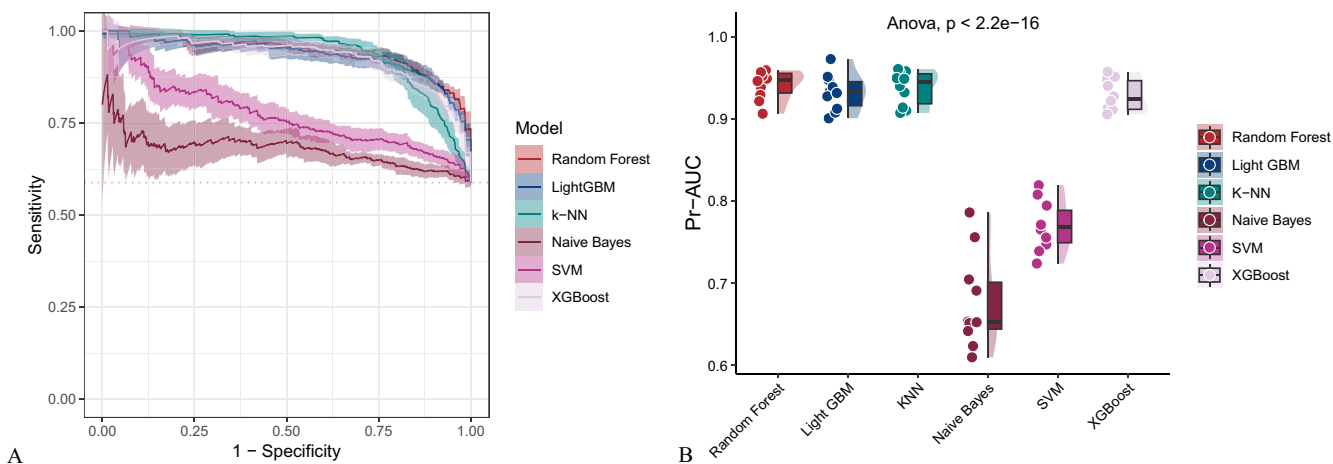 1.00
0.75
0.50
0.25
0.00
Sensitivity
0.00 0.25 0.50 0.75 1.00
1 − Specificity
Model
Random Forest
LightGBM
k−NN
Naive Bayes
SVM
XGBoost
A
Anova, p < 2.2e−16
1.0
0.9
0.8
0.7
0.6
Pr−AUC
Random Forest
Light GBM
KNN
Naive Bayes
SVM
XGBoost
Random Forest
Light GBM
K−NN
Naive Bayes
SVM
XGBoost
B